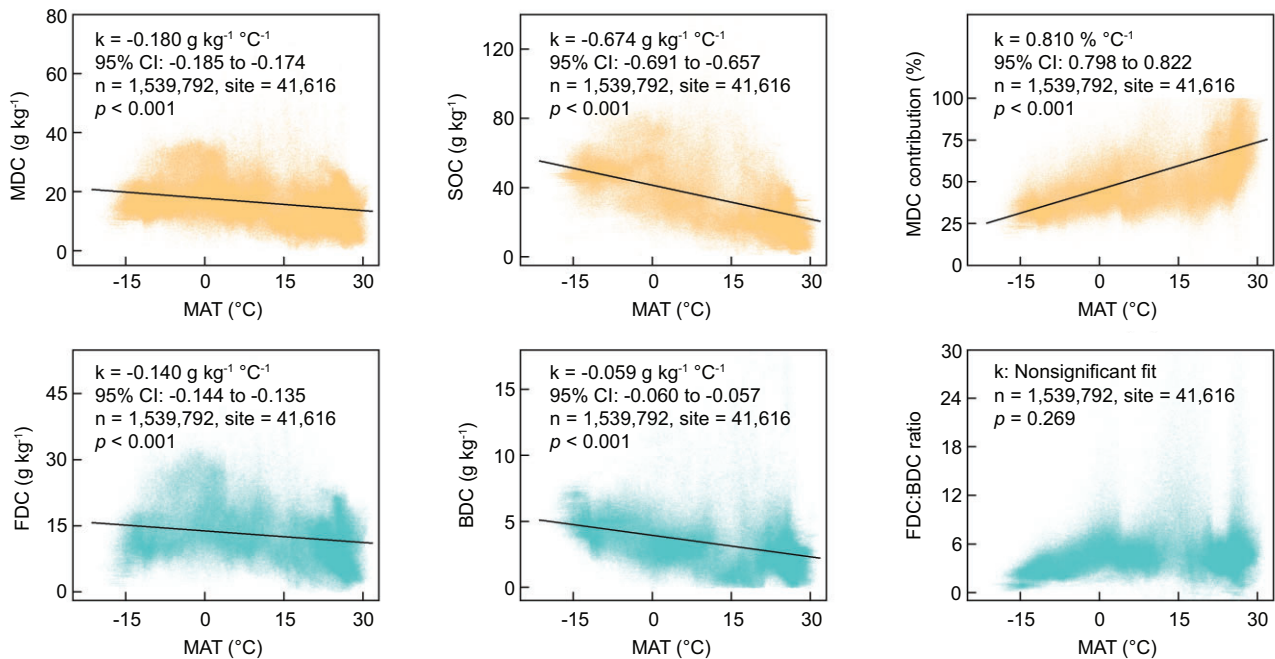 80
60
40
20
0
MDC (g kg⁻¹)
k = -0.180 g kg⁻¹ °C⁻¹
95% CI: -0.185 to -0.174
n = 1,539,792, site = 41,616
p < 0.001
-15 0 15 30
MAT (°C)
120
80
40
0
SOC (g kg⁻¹)
k = -0.674 g kg⁻¹ °C⁻¹
95% CI: -0.691 to -0.657
n = 1,539,792, site = 41,616
p < 0.001
-15 0 15 30
MAT (°C)
100
75
50
25
0
MDC contribution (%)
k = 0.810 % °C⁻¹
95% CI: 0.798 to 0.822
n = 1,539,792, site = 41,616
p < 0.001
-15 0 15 30
MAT (°C)
45
30
15
0
FDC (g kg⁻¹)
k = -0.140 g kg⁻¹ °C⁻¹
95% CI: -0.144 to -0.135
n = 1,539,792, site = 41,616
p < 0.001
-15 0 15 30
MAT (°C)
15
10
5
0
BDC (g kg⁻¹)
k = -0.059 g kg⁻¹ °C⁻¹
95% CI: -0.060 to -0.057
n = 1,539,792, site = 41,616
p < 0.001
-15 0 15 30
MAT (°C)
30
24
18
12
6
0
FDC:BDC ratio
k: Nonsignificant fit
n = 1,539,792, site = 41,616
p = 0.269
-15 0 15 30
MAT (°C)